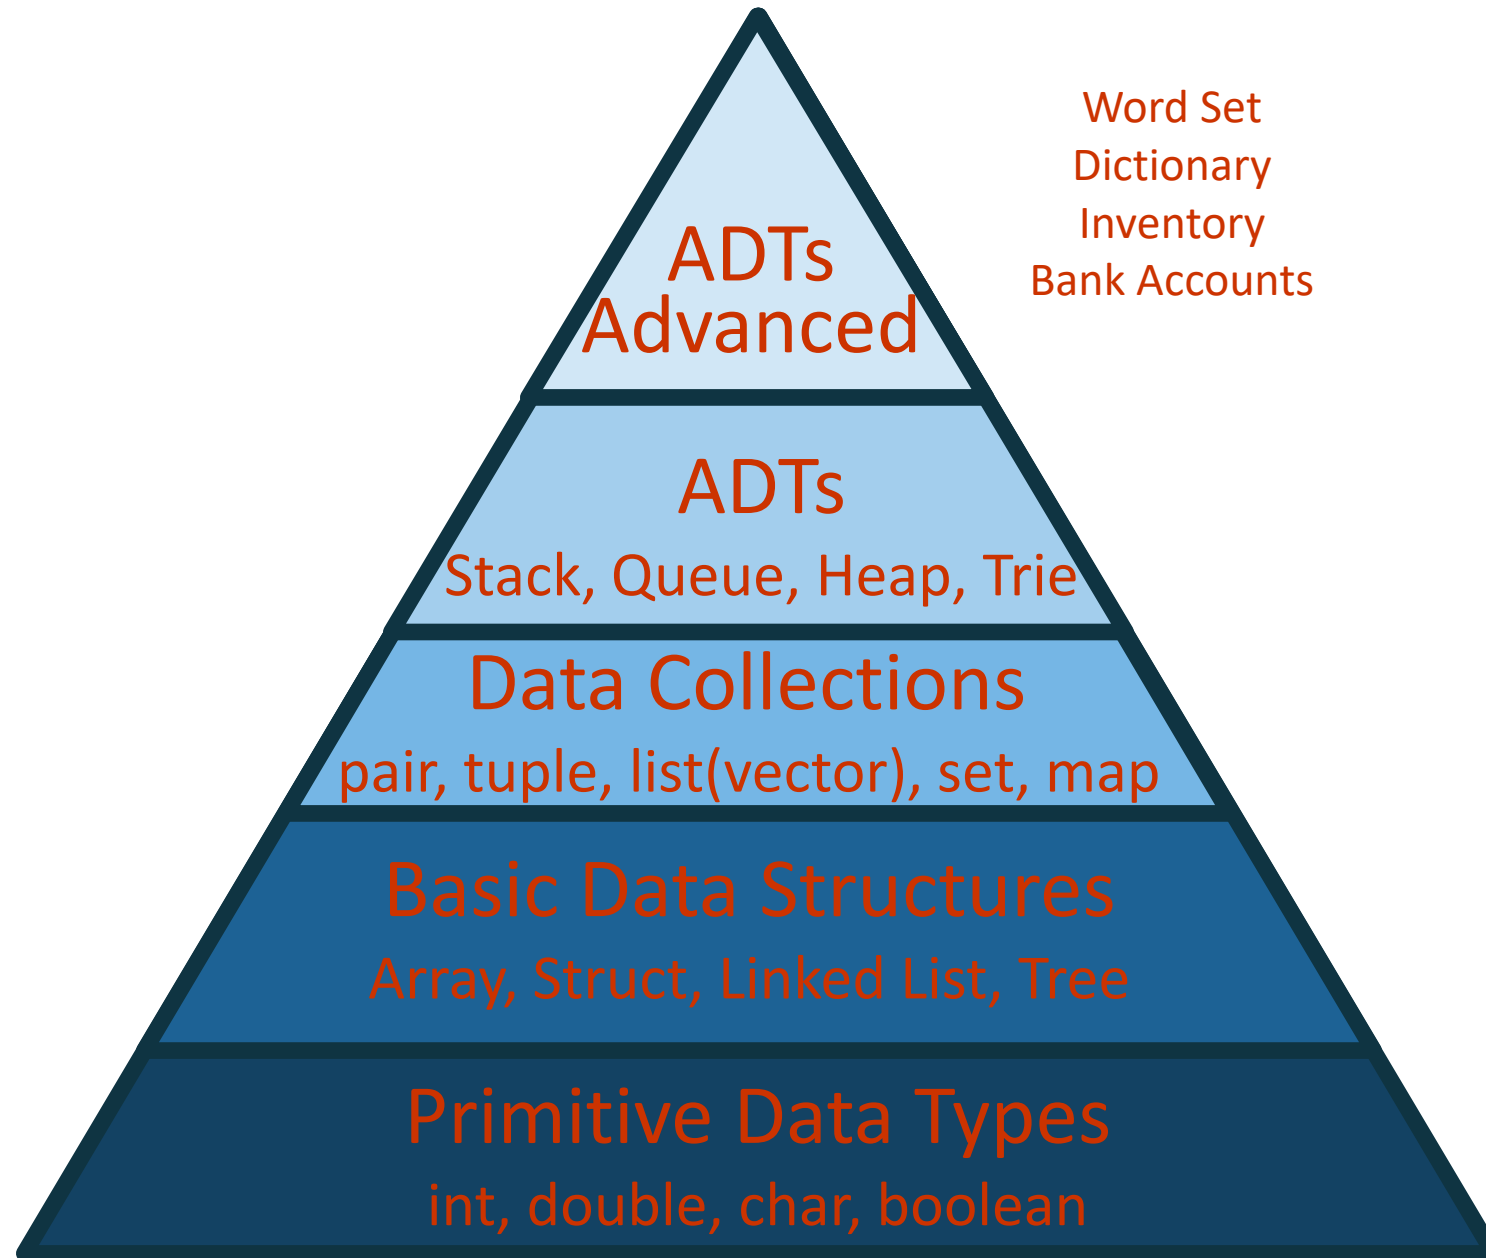 Word Set
Dictionary
Inventory
Bank Accounts
ADTs
Advanced
ADTs
Stack, Queue, Heap, Trie
Data Collections
pair, tuple, list(vector), set, map
Basic Data Structures
Array, Struct, Linked List, Tree
Primitive Data Types
int, double, char, boolean